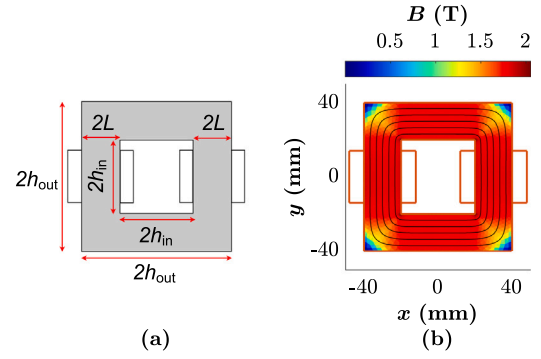 B (T)
0.5 1 1.5 2
2L 2L
2h_out
2h_in
2h_in
2h_out
(a)
y (mm)
40
0
-40
-40 0 40
x (mm)
(b)